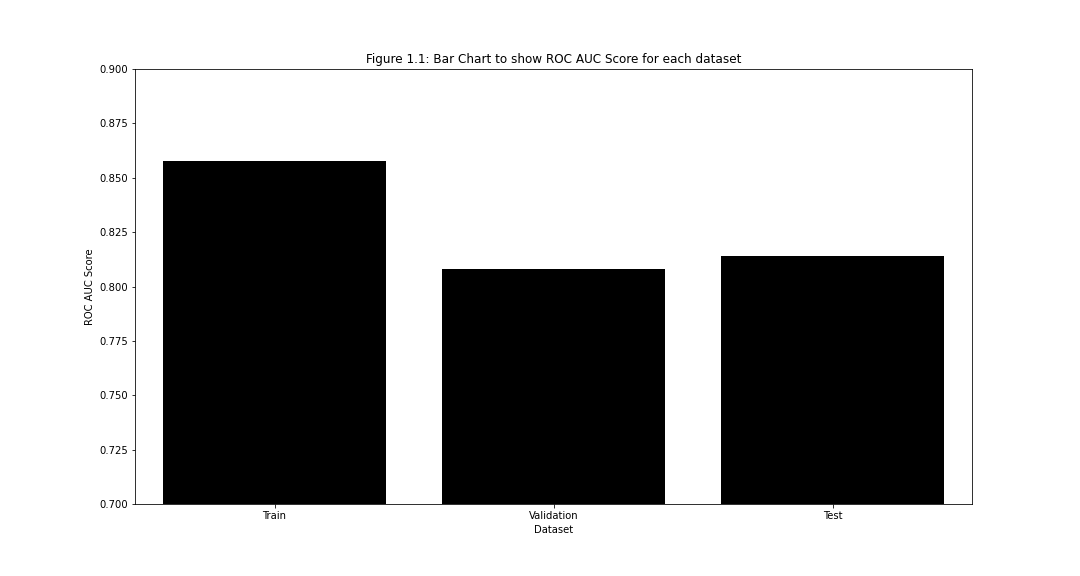 Figure 1.1: Bar Chart to show ROC AUC Score for each dataset
0.900
0.875
0.850
0.825
0.800
0.775
0.750
0.725
0.700
ROC AUC Score
Train
Validation
Test
Dataset